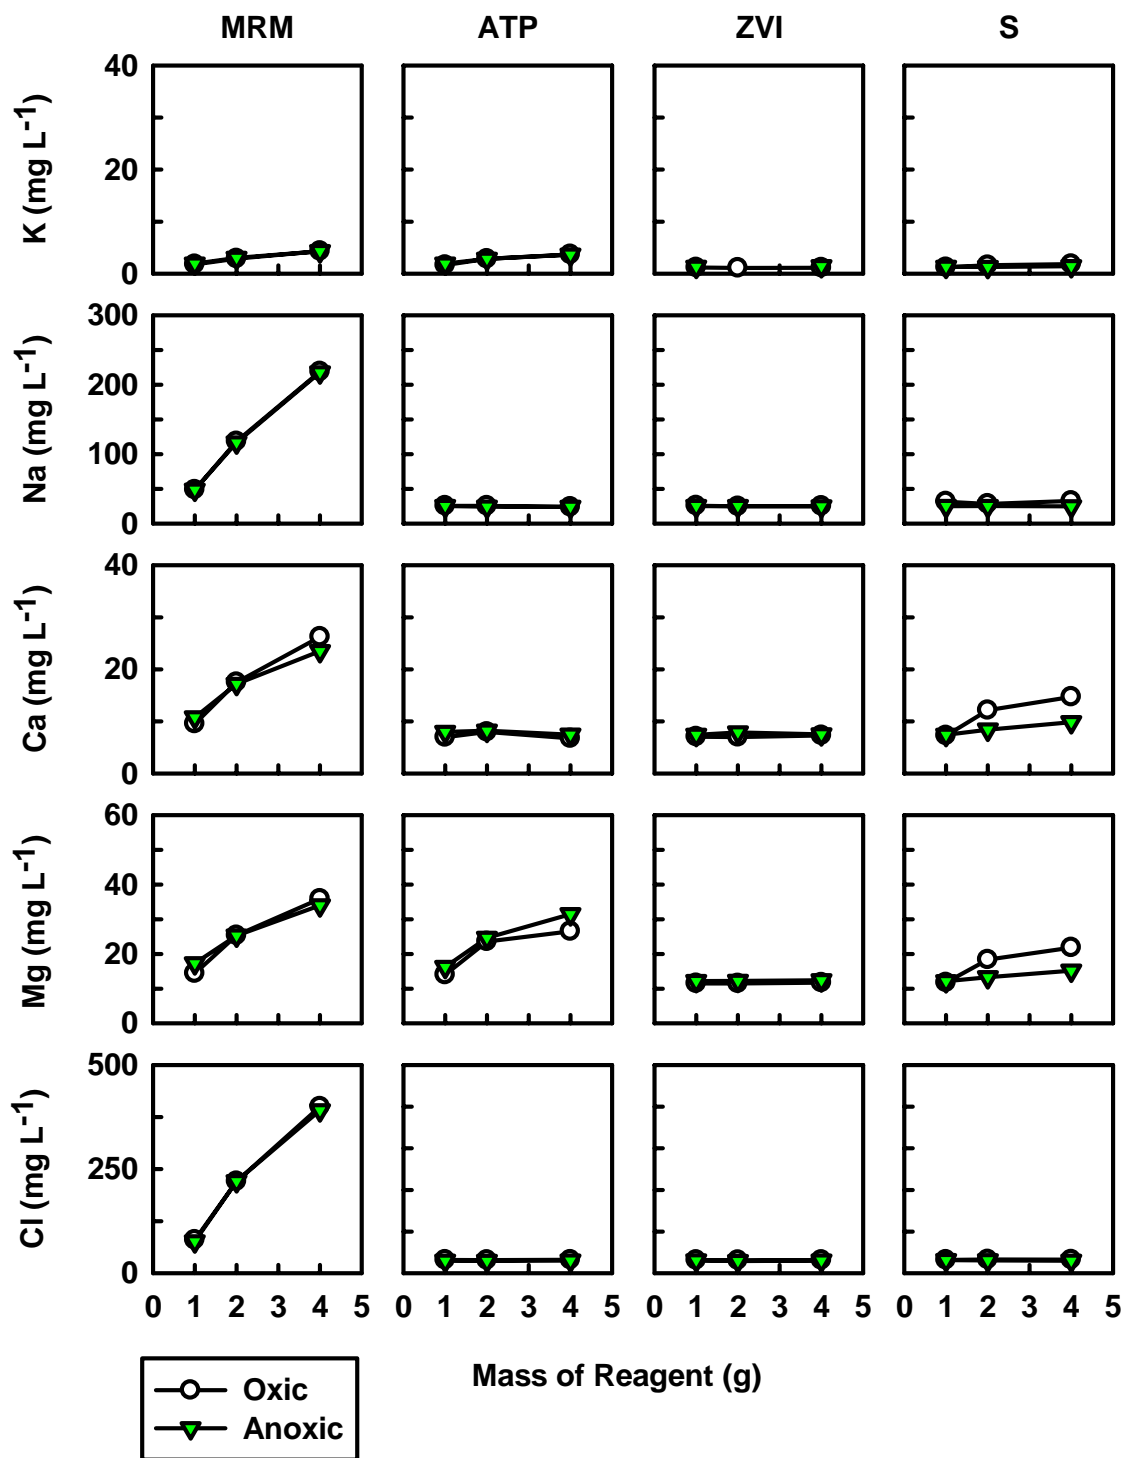 MRM ATP ZVI S
K (mg L-1)
40
20
0
Na (mg L-1)
300
200
100
0
Ca (mg L-1)
40
20
0
Mg (mg L-1)
60
40
20
0
Cl (mg L-1)
500
250
0
0 1 2 3 4 5 0 1 2 3 4 5 0 1 2 3 4 5 0 1 2 3 4 5
Mass of Reagent (g)
Oxic
Anoxic